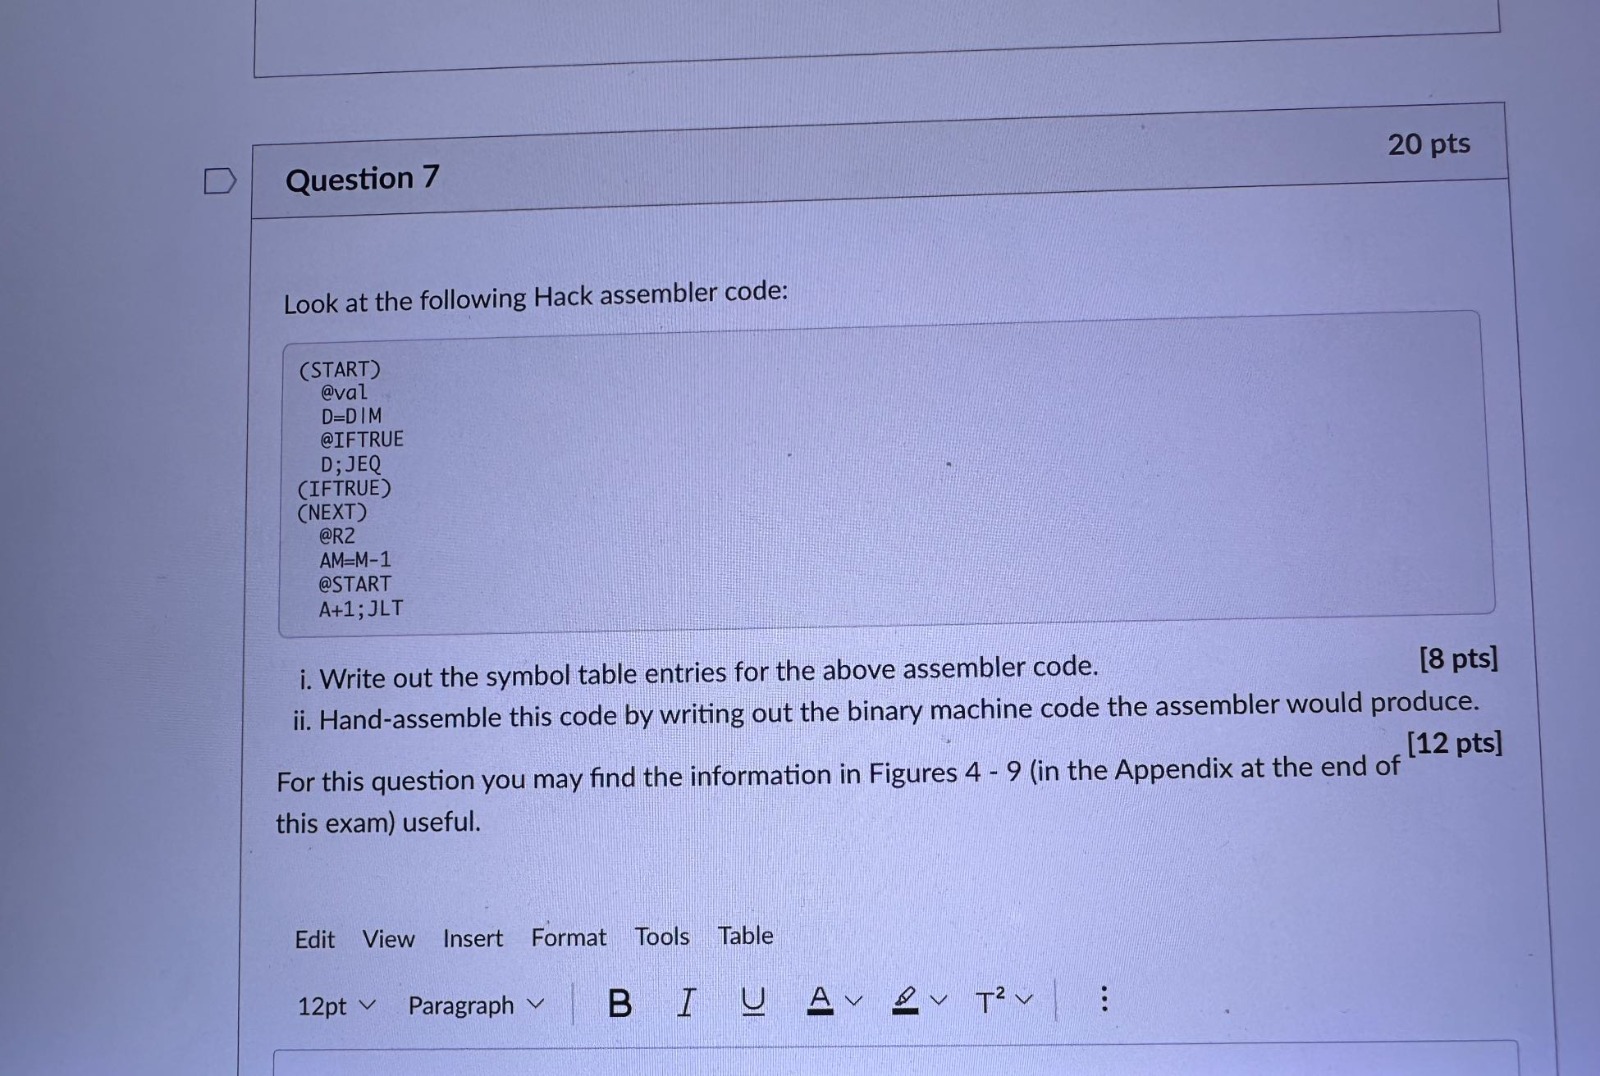 Question 7
20 pts
Look at the following Hack assembler code:
(START)
@val
D=D|M
@IFTRUE
D;JEQ
(IFTRUE)
(NEXT)
@R2
AM=M-1
@START
A+1;JLT
i. Write out the symbol table entries for the above assembler code.
[8 pts]
ii. Hand-assemble this code by writing out the binary machine code the assembler would produce.
[12 pts]
For this question you may find the information in Figures 4 - 9 (in the Appendix at the end of
this exam) useful.
Edit View Insert Format Tools Table
12pt Paragraph B I U A T²